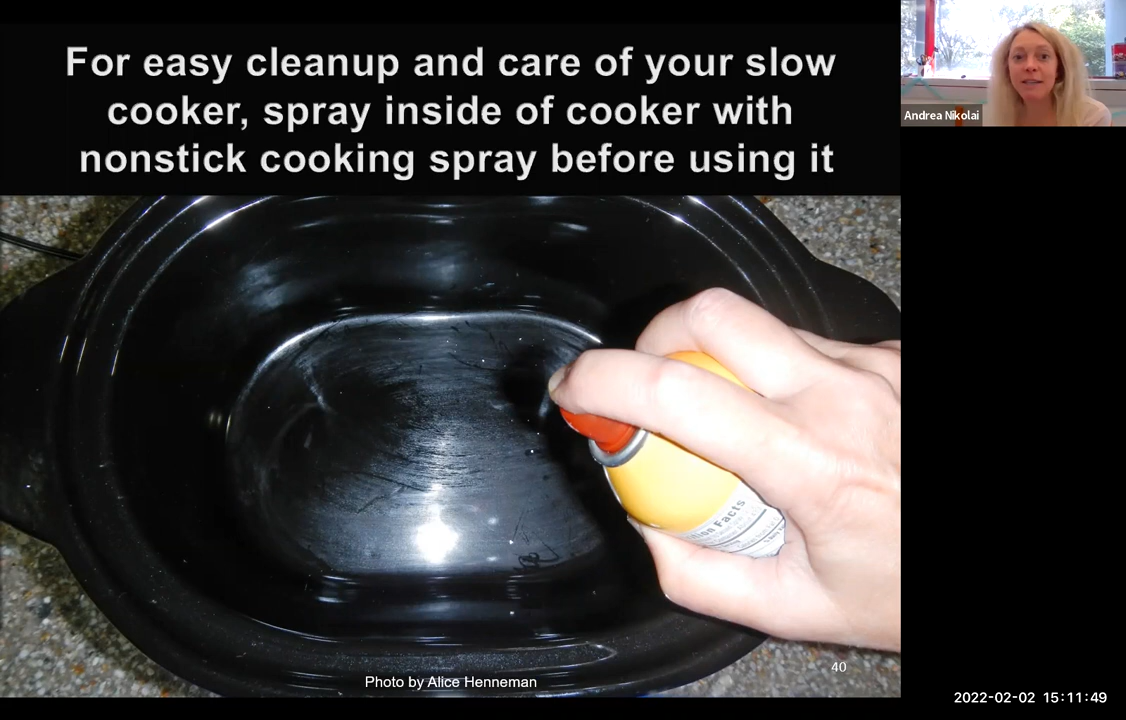 For easy cleanup and care of your slow
cooker, spray inside of cooker with
nonstick cooking spray before using it
Andrea Nikolai
Facts
40
Photo by Alice Henneman
2022-02-02 15:11:49